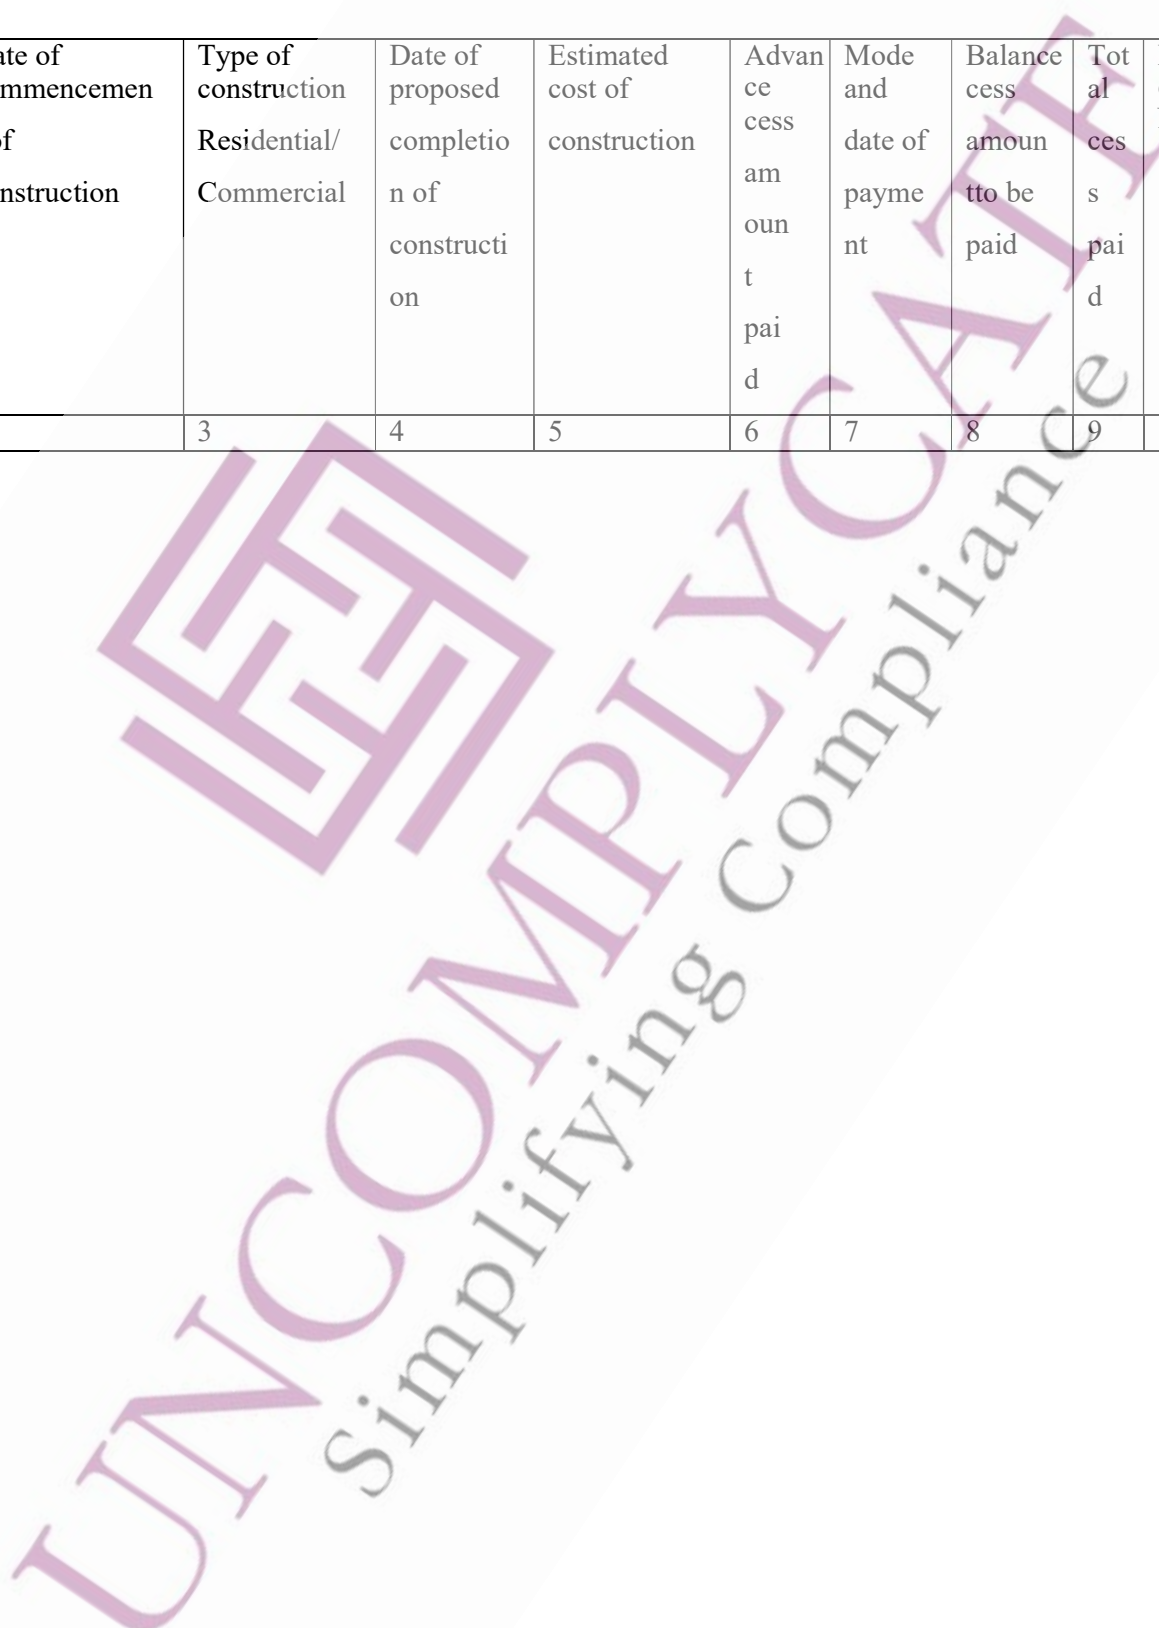 ate of
mmencemen
of
nstruction
Type of
construction
Residential/
Commercial
Date of
proposed
completio
n of
constructi
on
Estimated
cost of
construction
Advan
ce
cess
am
oun
t
pai
d
Mode
and
date of
payme
nt
Balance
cess
amoun
tto be
paid
Tot
al
ces
s
pai
d
3 4 5 6 7 8 9
UNCOMPLYCATE
Simplifying Compliance